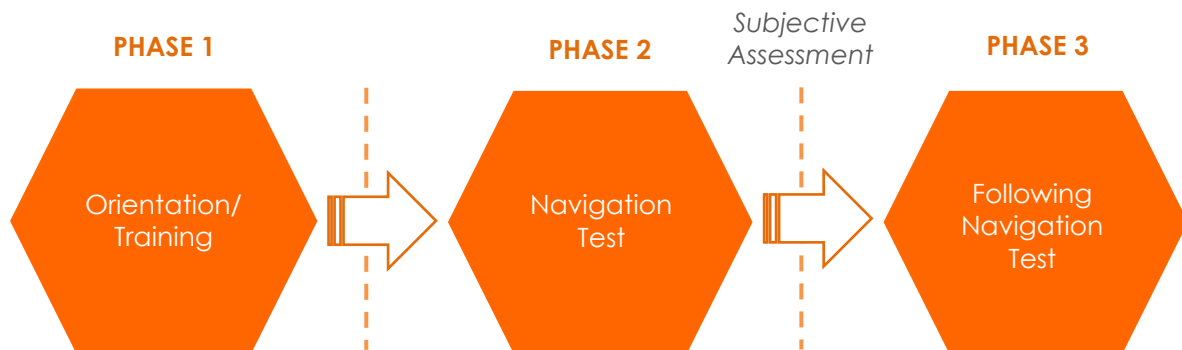 PHASE 1
Orientation/
Training
PHASE 2
Navigation
Test
Subjective
Assessment
PHASE 3
Following
Navigation
Test